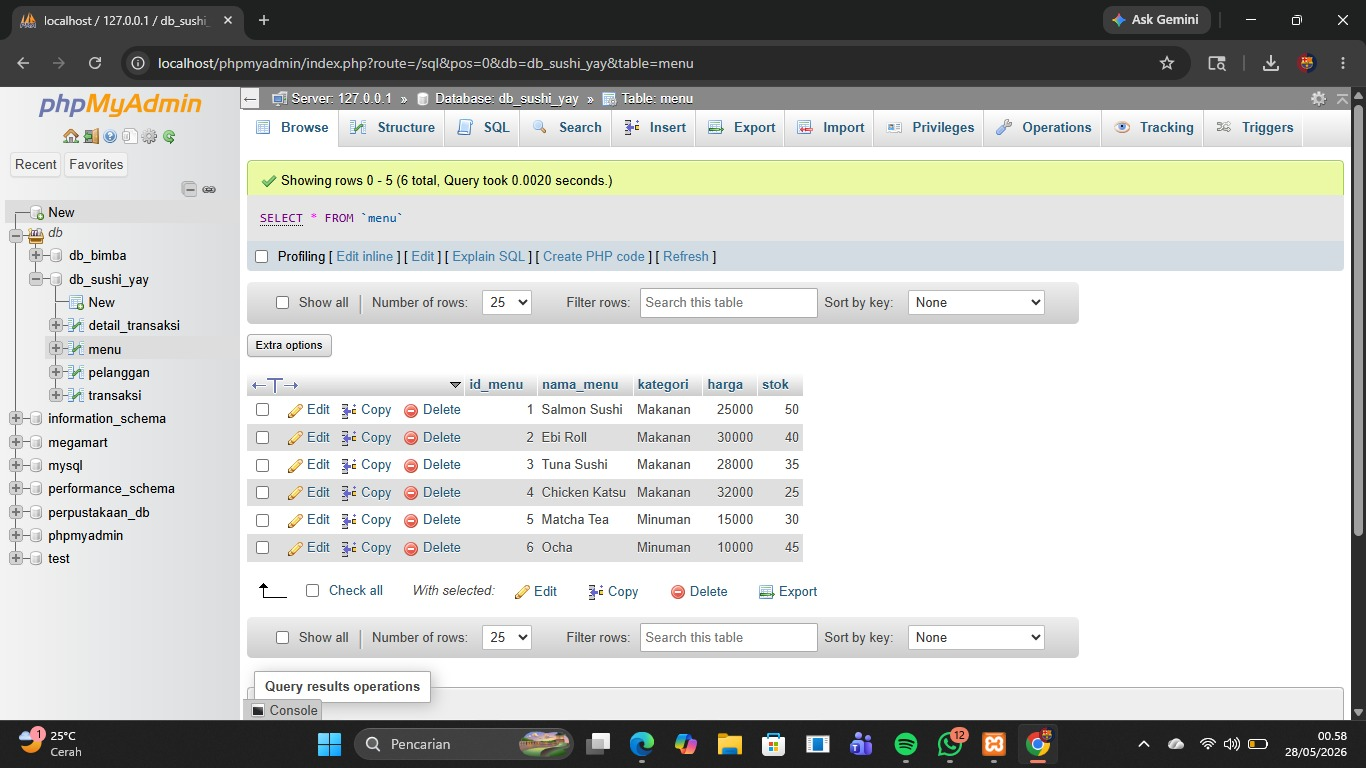 localhost / 127.0.0.1 / db_sushi_
Ask Gemini
localhost/phpmyadmin/index.php?route=/sql&pos=0&db=db_sushi_yay&table=menu
phpMyAdmin
Recent Favorites
New
db
db_bimba
db_sushi_yay
New
detail_transaksi
menu
pelanggan
transaksi
information_schema
megamart
mysql
performance_schema
perpustakaan_db
phpmyadmin
test
Server: 127.0.0.1 » Database: db_sushi_yay » Table: menu
Browse Structure SQL Search Insert Export Import Privileges Operations Tracking Triggers
Showing rows 0 - 5 (6 total, Query took 0.0020 seconds.)
SELECT * FROM `menu`
Profiling [ Edit inline ] [ Edit ] [ Explain SQL ] [ Create PHP code ] [ Refresh ]
Show all Number of rows: 25 Filter rows: Search this table Sort by key: None
Extra options
id_menu nama_menu kategori harga stok
Edit Copy Delete 1 Salmon Sushi Makanan 25000 50
Edit Copy Delete 2 Ebi Roll Makanan 30000 40
Edit Copy Delete 3 Tuna Sushi Makanan 28000 35
Edit Copy Delete 4 Chicken Katsu Makanan 32000 25
Edit Copy Delete 5 Matcha Tea Minuman 15000 30
Edit Copy Delete 6 Ocha Minuman 10000 45
Check all With selected: Edit Copy Delete Export
Show all Number of rows: 25 Filter rows: Search this table Sort by key: None
Query results operations
Console
1
25°C
Cerah
Pencarian
12
00.58
28/05/2026